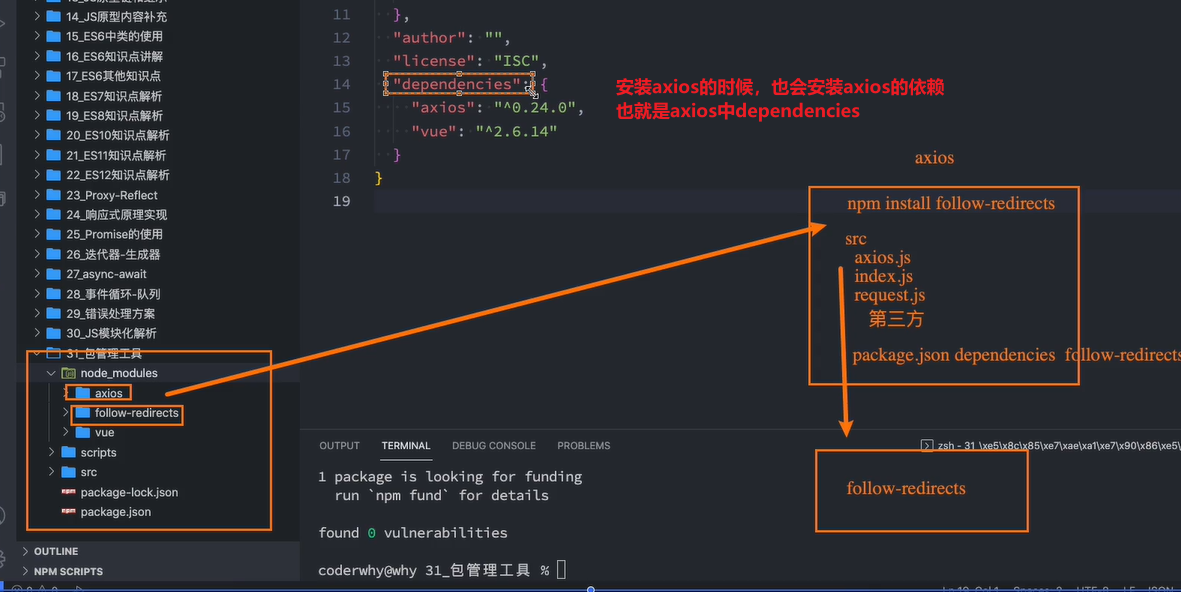 14_JS原型内容补充
15_ES6中类的使用
16_ES6知识点讲解
17_ES6其他知识点
18_ES7知识点解析
19_ES8知识点解析
20_ES10知识点解析
21_ES11知识点解析
22_ES12知识点解析
23_Proxy-Reflect
24_响应式原理实现
25_Promise的使用
26_迭代器-生成器
27_async-await
28_事件循环-队列
29_错误处理方案
30_JS模块化解析
31_包管理工具
node_modules
axios
follow-redirects
vue
scripts
src
package-lock.json
package.json
OUTLINE
NPM SCRIPTS
11 },
12 "author": "",
13 "license": "ISC",
14 "dependencies": {
15 "axios": "^0.24.0",
16 "vue": "^2.6.14"
17 }
18 }
19
安装axios的时候，也会安装axios的依赖
也就是axios中dependencies
axios
npm install follow-redirects
src
axios.js
index.js
request.js
第三方
package.json dependencies follow-redirects
follow-redirects
OUTPUT TERMINAL DEBUG CONSOLE PROBLEMS
zsh - 31_\xe5\x8c\x85\xe7\xae\xa1\xe7\x90\x86\xe5\
1 package is looking for funding
run `npm fund` for details
found 0 vulnerabilities
coderwhy@why 31_包管理工具 %